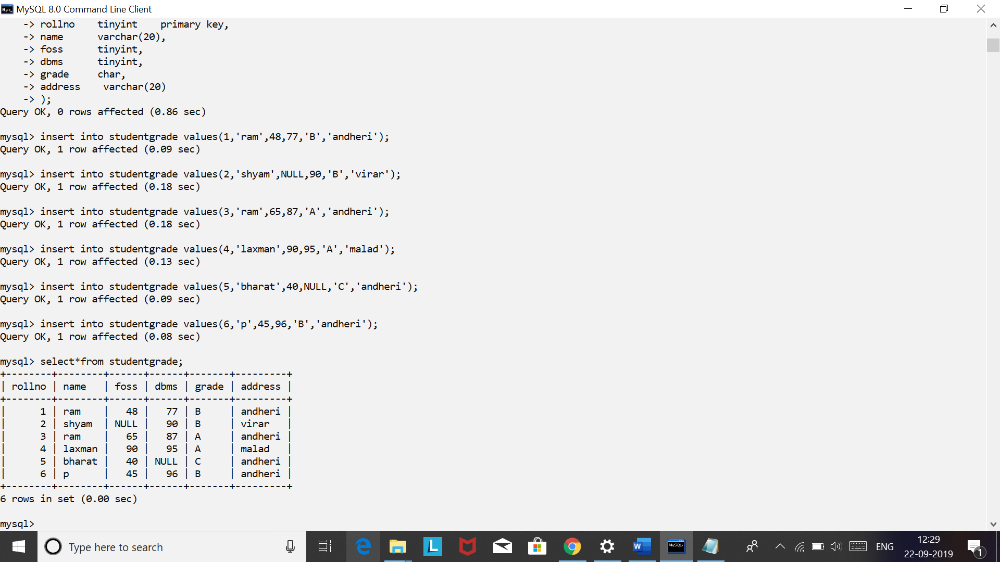 MySQL 8.0 Command Line Client
    -> rollno    tinyint    primary key,
    -> name      varchar(20),
    -> foss      tinyint,
    -> dbms      tinyint,
    -> grade     char,
    -> address    varchar(20)
    -> );
Query OK, 0 rows affected (0.86 sec)

mysql> insert into studentgrade values(1,'ram',48,77,'B','andheri');
Query OK, 1 row affected (0.09 sec)

mysql> insert into studentgrade values(2,'shyam',NULL,90,'B','virar');
Query OK, 1 row affected (0.18 sec)

mysql> insert into studentgrade values(3,'ram',65,87,'A','andheri');
Query OK, 1 row affected (0.18 sec)

mysql> insert into studentgrade values(4,'laxman',90,95,'A','malad');
Query OK, 1 row affected (0.13 sec)

mysql> insert into studentgrade values(5,'bharat',40,NULL,'C','andheri');
Query OK, 1 row affected (0.09 sec)

mysql> insert into studentgrade values(6,'p',45,96,'B','andheri');
Query OK, 1 row affected (0.08 sec)

mysql> select*from studentgrade;
+--------+--------+------+------+-------+---------+
| rollno | name   | foss | dbms | grade | address |
+--------+--------+------+------+-------+---------+
|      1 | ram    |   48 |   77 | B     | andheri |
|      2 | shyam  | NULL |   90 | B     | virar   |
|      3 | ram    |   65 |   87 | A     | andheri |
|      4 | laxman |   90 |   95 | A     | malad   |
|      5 | bharat |   40 | NULL | C     | andheri |
|      6 | p      |   45 |   96 | B     | andheri |
+--------+--------+------+------+-------+---------+
6 rows in set (0.00 sec)

mysql>
Type here to search
L
W
MySQL>
ENG
12:29
22-09-2019
1